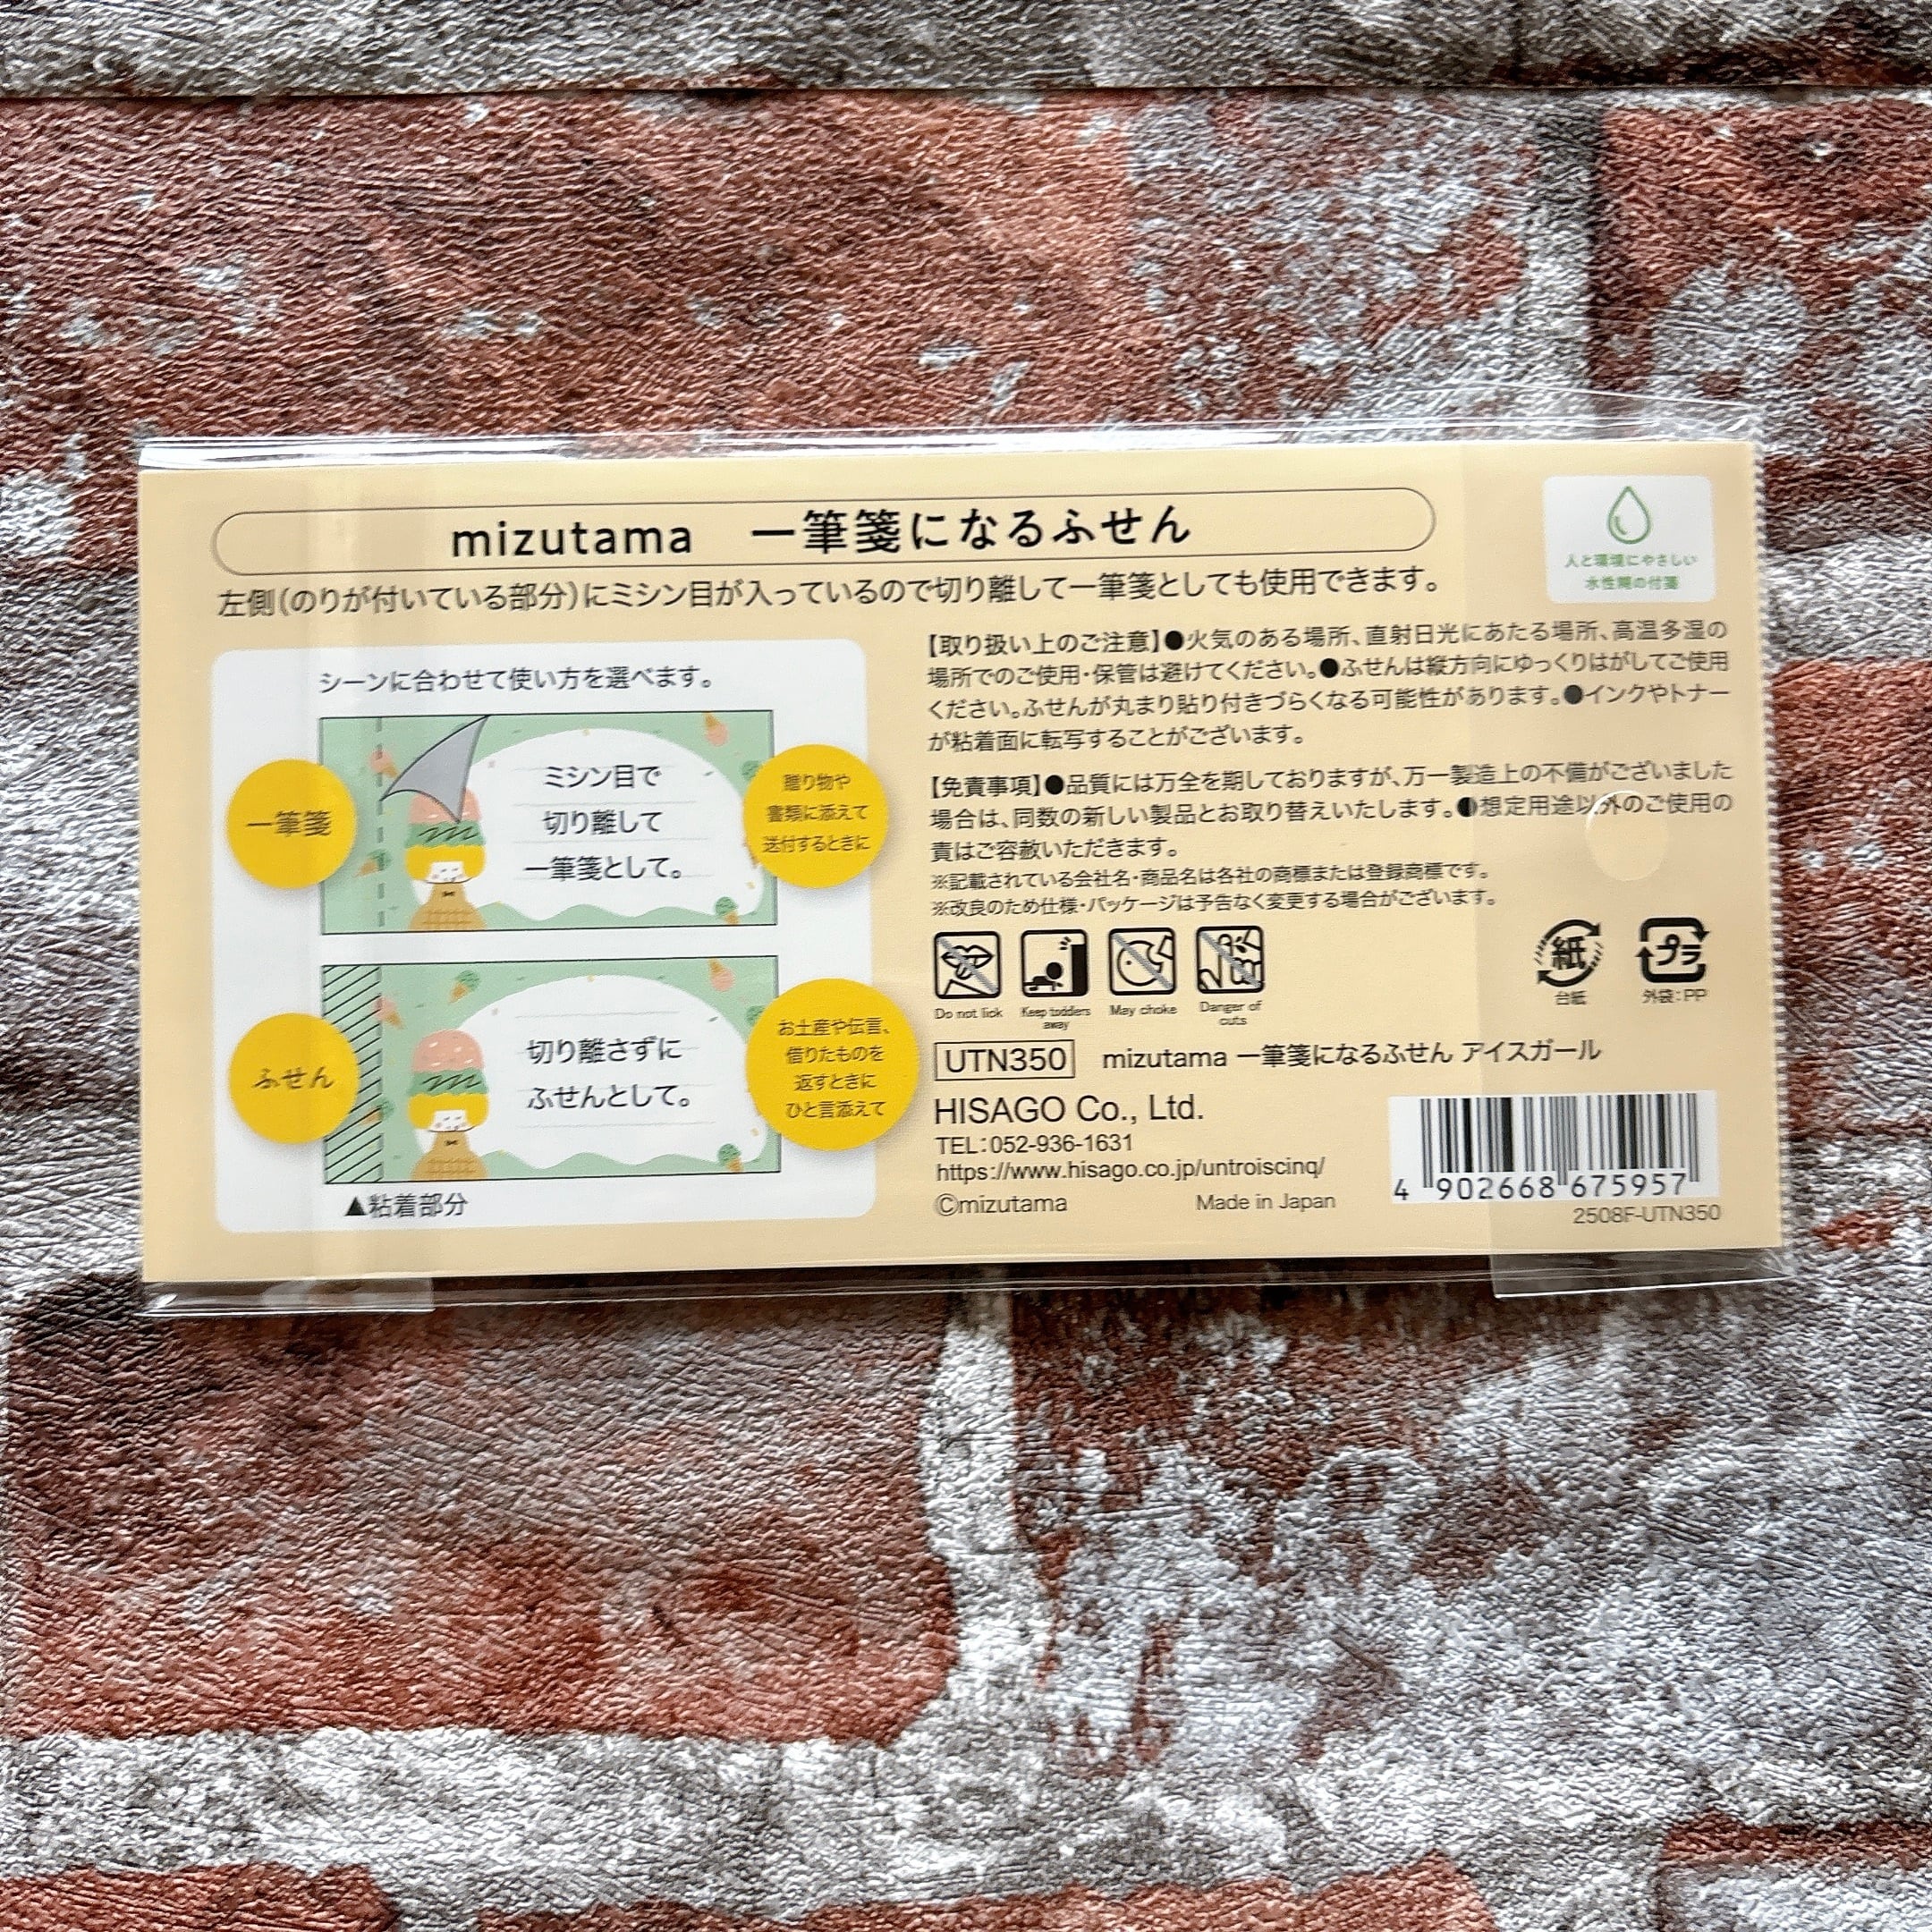 mizutama 一筆箋になるふせん
左側(のりが付いている部分)にミシン目が入っているので切り離して一筆箋としても使用できます。
人と環境にやさしい
水性糊の付箋
シーンに合わせて使い方を選べます。
一筆箋
ミシン目で
切り離して
一筆箋として。
贈り物や
書類に添えて
送付するときに
ふせん
切り離さずに
ふせんとして。
お土産や伝言、
借りたものを
返すときに
ひと言添えて
▲粘着部分
【取り扱い上のご注意】●火気のある場所、直射日光にあたる場所、高温多湿の
場所でのご使用・保管は避けてください。●ふせんは縦方向にゆっくりはがしてご使用
ください。ふせんが丸まり貼り付きづらくなる可能性があります。●インクやトナー
が粘着面に転写することがございます。
【免責事項】●品質には万全を期しておりますが、万一製造上の不備がございました
場合は、同数の新しい製品とお取り替えいたします。●想定用途以外のご使用の
責はご容赦いただきます。
※記載されている会社名・商品名は各社の商標または登録商標です。
※改良のため仕様・パッケージは予告なく変更する場合がございます。
Do not lick
Keep toddlers
away
May choke
Danger of
cuts
紙
台紙
プラ
外袋：PP
UTN350 mizutama 一筆箋になるふせん アイスガール
HISAGO Co., Ltd.
TEL：052-936-1631
https://www.hisago.co.jp/untroiscinq/
©mizutama Made in Japan
4 902668 675957
2508F-UTN350